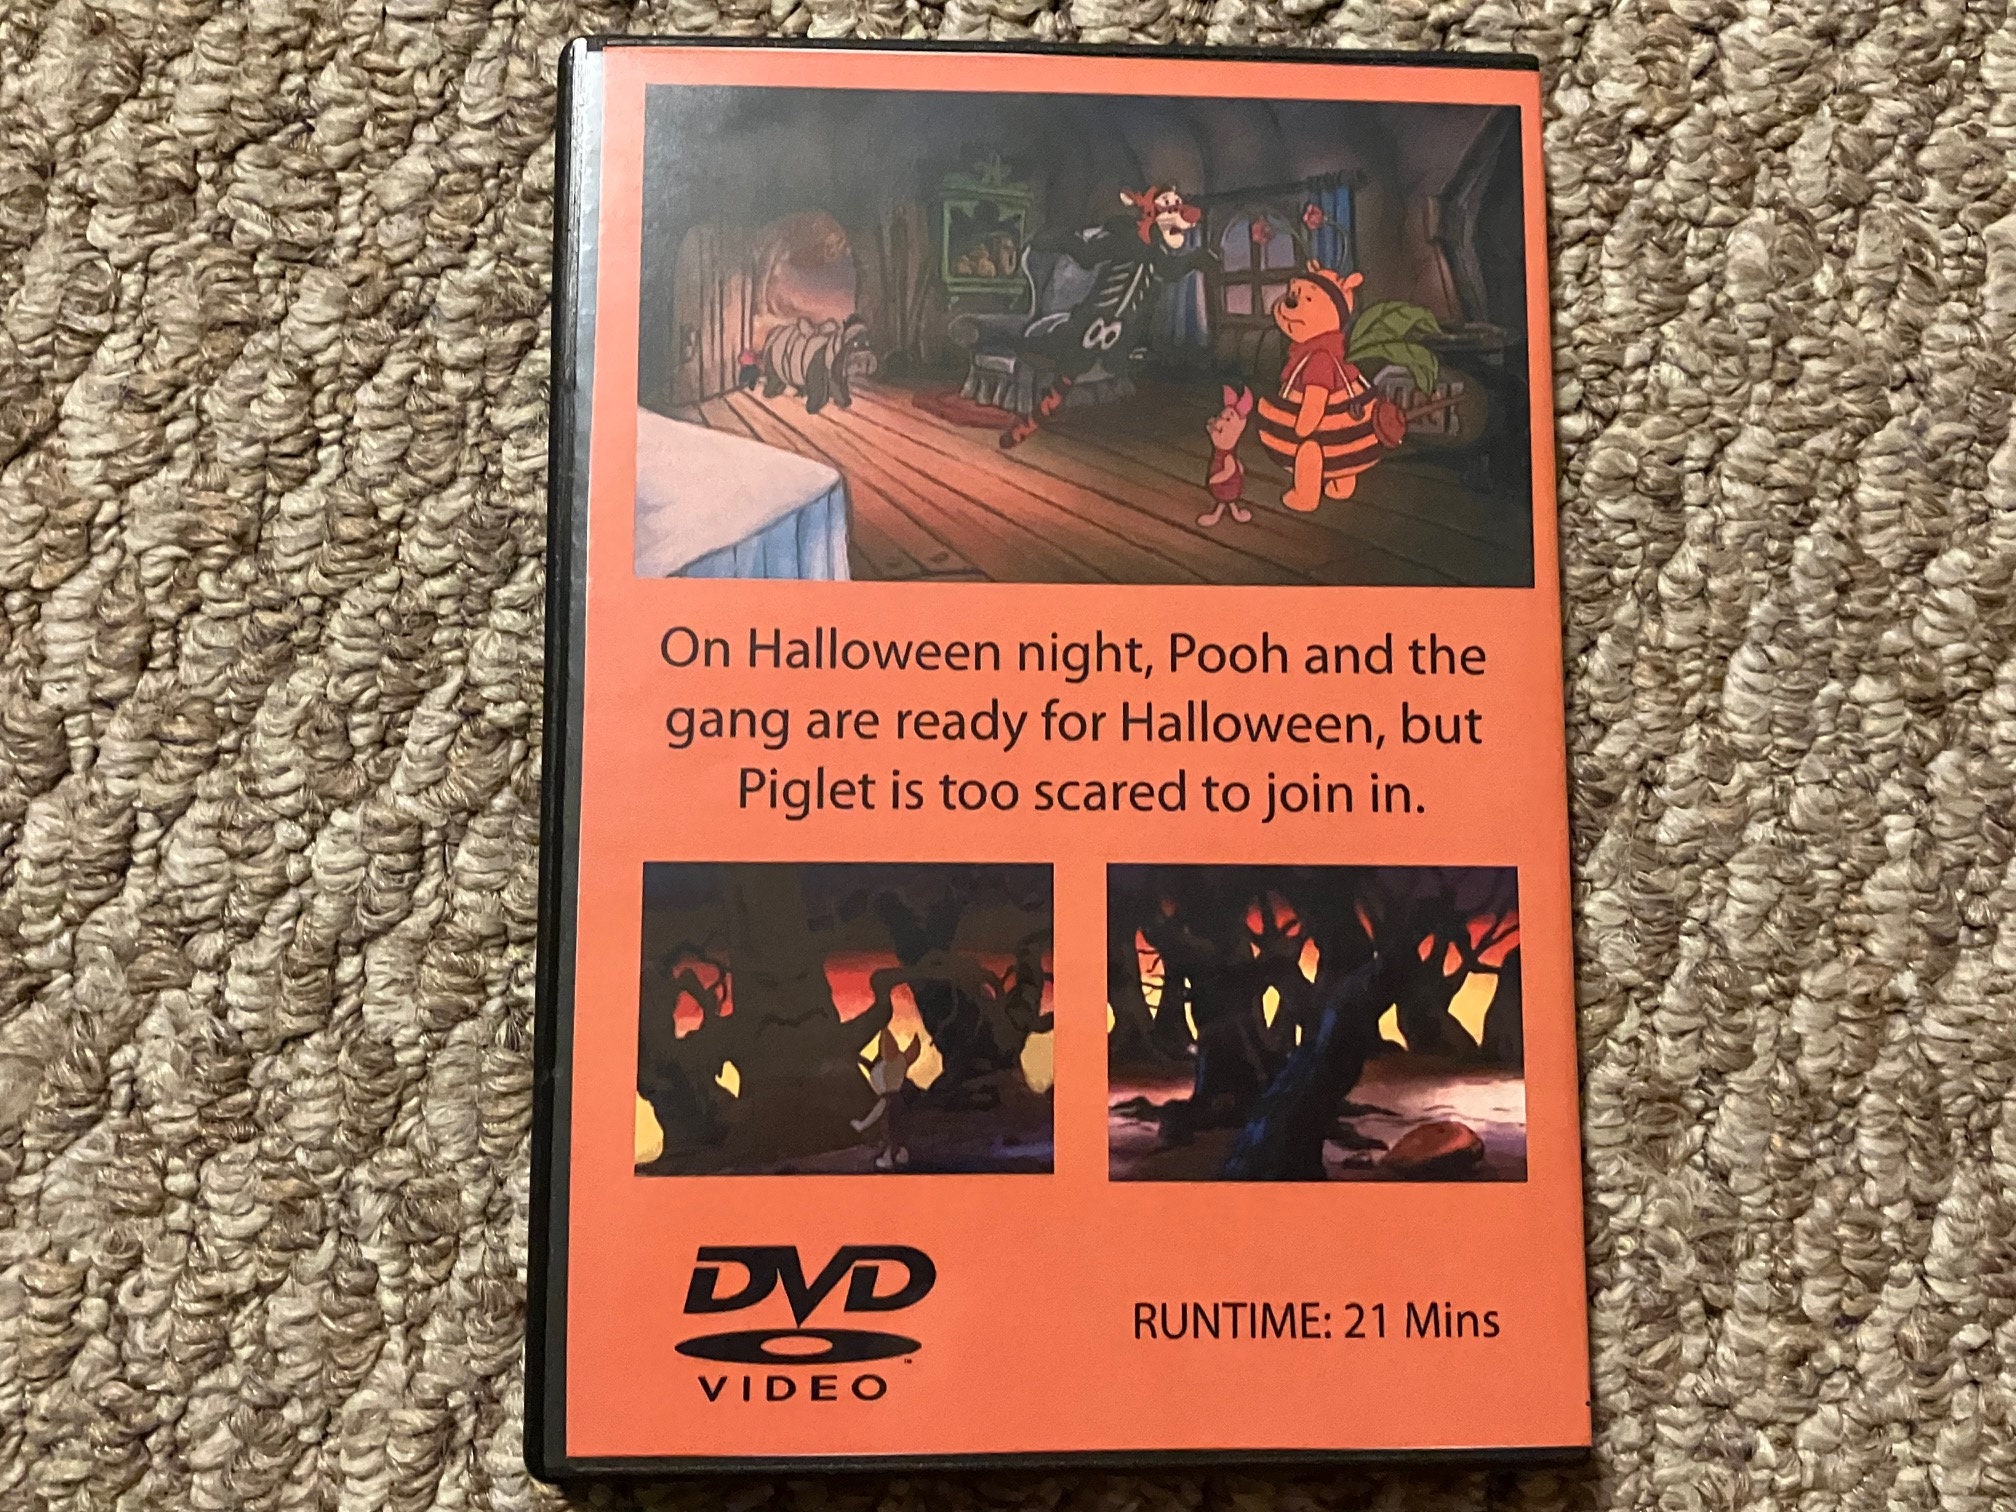 On Halloween night, Pooh and the
gang are ready for Halloween, but
Piglet is too scared to join in.
DVD
VIDEO
RUNTIME: 21 Mins